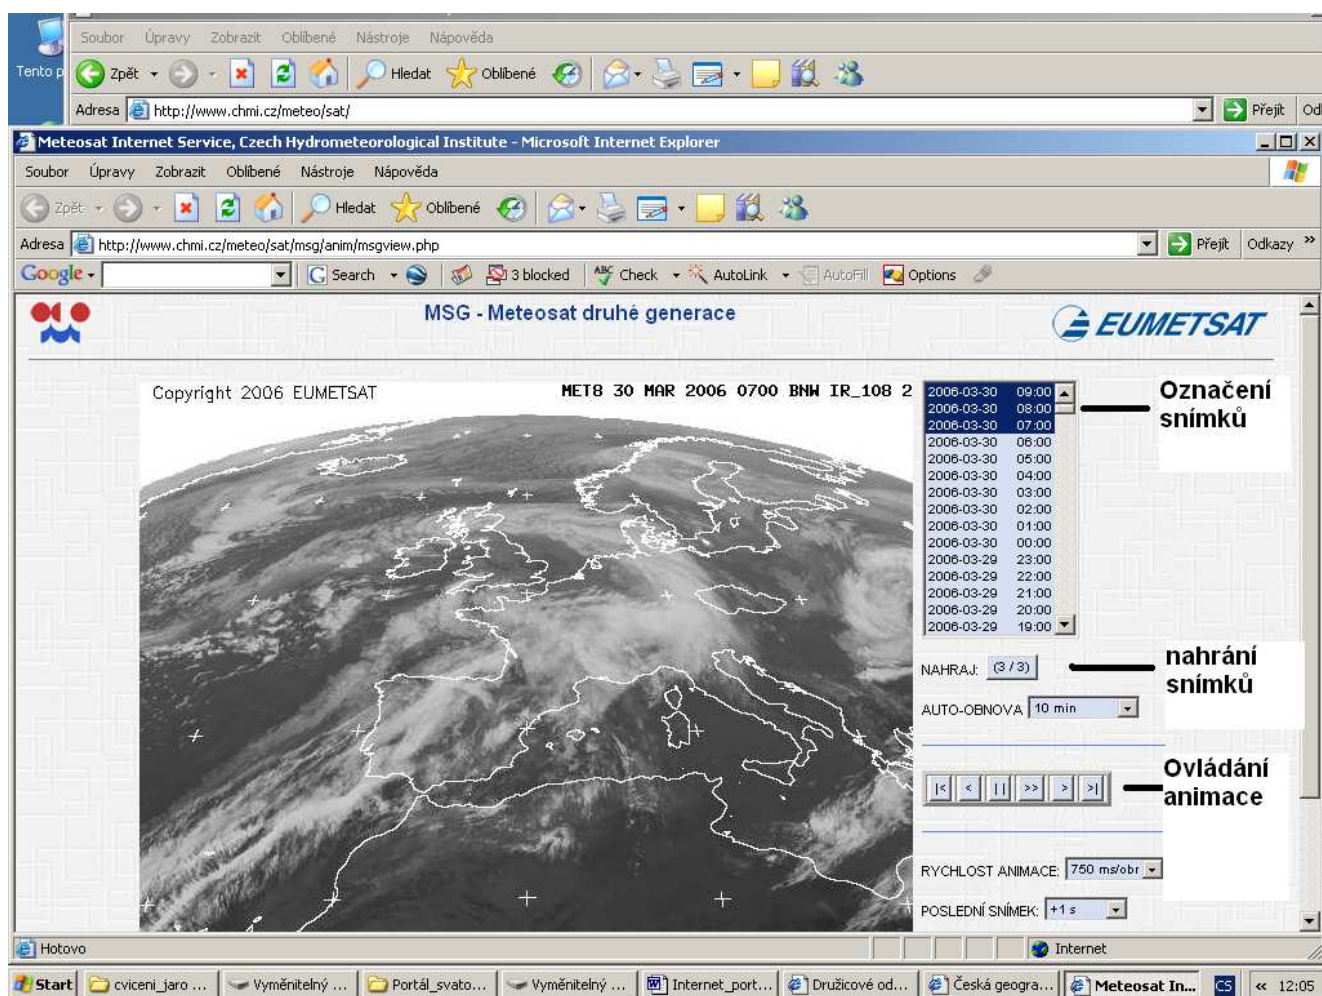 Soubor Úpravy Zobrazit Oblíbené Nástroje Nápověda
Tento p
Zpět Hledat Oblíbené
Adresa http://www.chmi.cz/meteo/sat/ Přejít Od
Meteosat Internet Service, Czech Hydrometeorological Institute - Microsoft Internet Explorer
Soubor Úpravy Zobrazit Oblíbené Nástroje Nápověda
Zpět Hledat Oblíbené
Adresa http://www.chmi.cz/meteo/sat/msg/anim/msgview.php Přejít Odkazy »
Google Search 3 blocked ABC Check AutoLink AutoFill Options
MSG - Meteosat druhé generace
EUMETSAT
Copyright 2006 EUMETSAT MET8 30 MAR 2006 0700 BNW IR_108 2
2006-03-30 09:00
2006-03-30 08:00
2006-03-30 07:00
2006-03-30 06:00
2006-03-30 05:00
2006-03-30 04:00
2006-03-30 03:00
2006-03-30 02:00
2006-03-30 01:00
2006-03-30 00:00
2006-03-29 23:00
2006-03-29 22:00
2006-03-29 21:00
2006-03-29 20:00
2006-03-29 19:00
Označení
snímků
NAHRAJ: (3 / 3)
nahrání
snímků
AUTO-OBNOVA 10 min
|< < || >> > >|
Ovládání
animace
RYCHLOST ANIMACE: 750 ms/obr
POSLEDNÍ SNÍMEK: +1 s
Hotovo Internet
Start cviceni_jaro ... Vyměnitelný ... Portál_svato... Vyměnitelný ... Internet_port... Družicové od... Česká geogra... Meteosat In... CS « 12:05